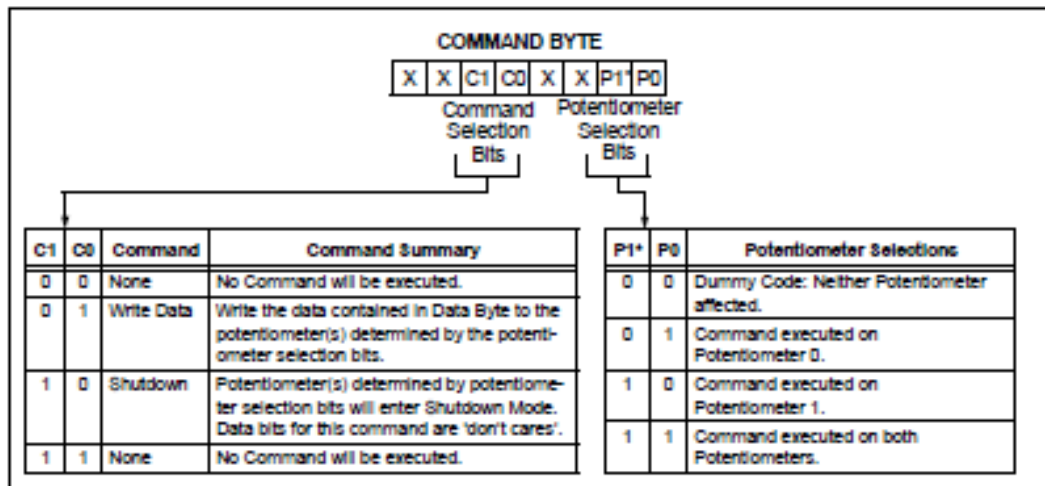 COMMAND BYTE
X X C1 C0 X X P1* P0
Command Potentiometer
Selection Selection
Bits Bits
C1 C0 Command Command Summary
0 0 None No Command will be executed.
0 1 Write Data Write the data contained in Data Byte to the
potentiometer(s) determined by the potenti-
ometer selection bits.
1 0 Shutdown Potentiometer(s) determined by potentiome-
ter selection bits will enter Shutdown Mode.
Data bits for this command are 'don't cares'.
1 1 None No Command will be executed.
P1* P0 Potentiometer Selections
0 0 Dummy Code: Neither Potentiometer
affected.
0 1 Command executed on
Potentiometer 0.
1 0 Command executed on
Potentiometer 1.
1 1 Command executed on both
Potentiometers.